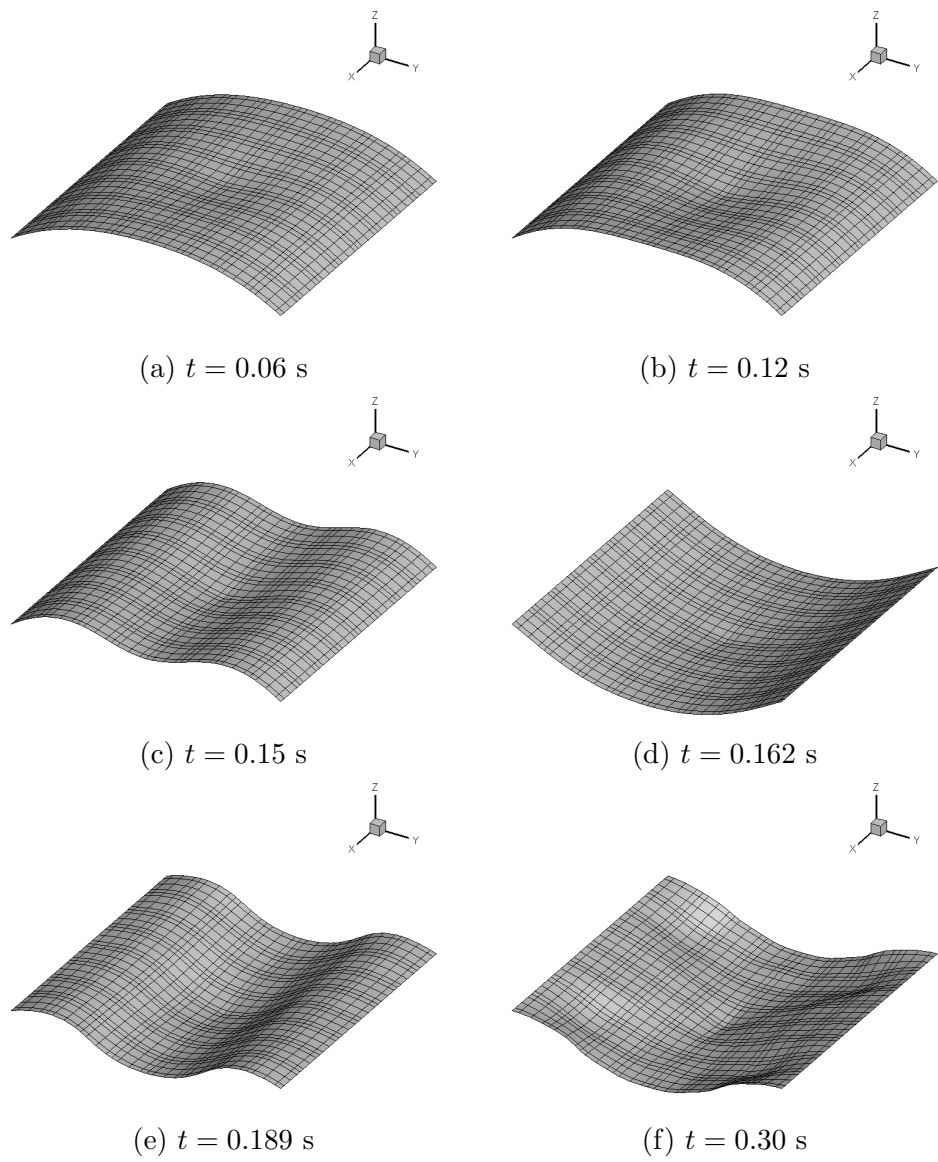 Z
X
Y
Z
X
Y
(a) t = 0.06 s
(b) t = 0.12 s
Z
X
Y
Z
X
Y
(c) t = 0.15 s
(d) t = 0.162 s
Z
X
Y
Z
X
Y
(e) t = 0.189 s
(f) t = 0.30 s